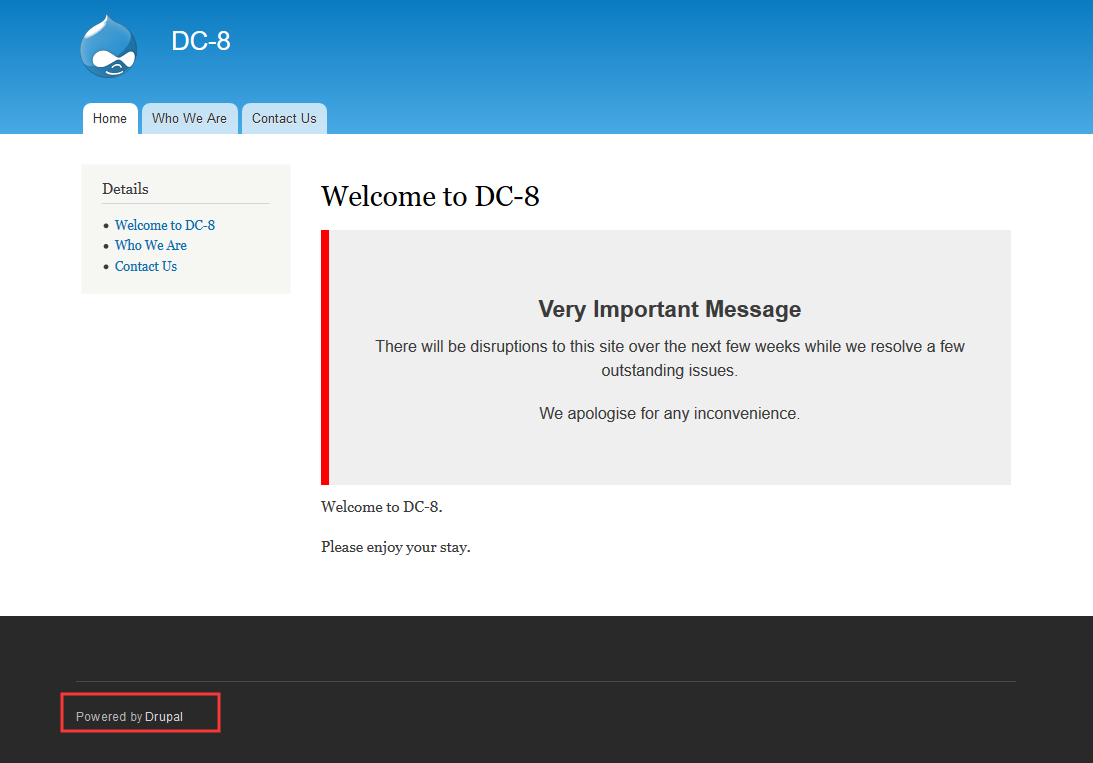 DC-8
Home
Who We Are
Contact Us
Details
Welcome to DC-8
Who We Are
Contact Us
Welcome to DC-8
Very Important Message
There will be disruptions to this site over the next few weeks while we resolve a few
outstanding issues.
We apologise for any inconvenience.
Welcome to DC-8.
Please enjoy your stay.
Powered by Drupal